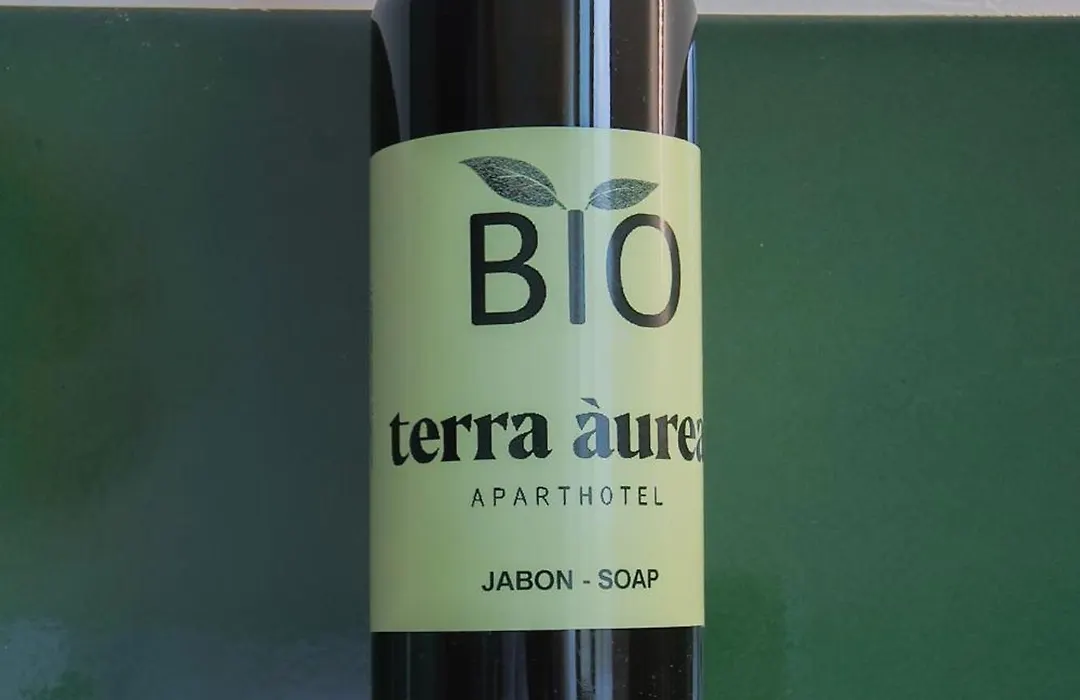 BIO
terra àurea
APARTHOTEL
JABON - SOAP